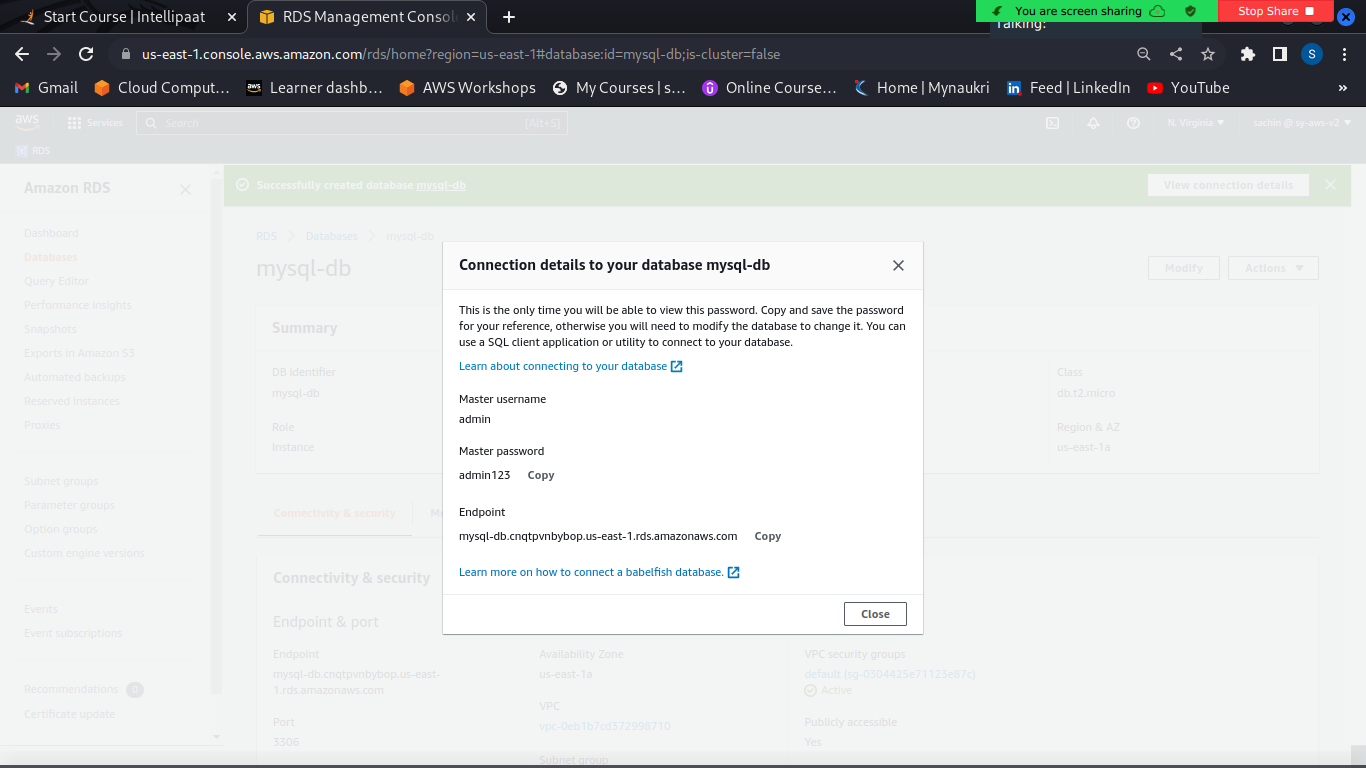 Start Course | Intellipaat
RDS Management Consol
You are screen sharing
Stop Share
Talking:
us-east-1.console.aws.amazon.com/rds/home?region=us-east-1#database:id=mysql-db;is-cluster=false
S
Gmail
Cloud Comput...
aws
Learner dashb...
AWS Workshops
My Courses | s...
Online Course...
Home | Mynaukri
Feed | LinkedIn
YouTube
»
aws
Services
Search
[Alt+S]
N. Virginia
sachin @ sy-aws-v2
RDS
Amazon RDS
Dashboard
Databases
Query Editor
Performance insights
Snapshots
Exports in Amazon S3
Automated backups
Reserved instances
Proxies
Subnet groups
Parameter groups
Option groups
Custom engine versions
Events
Event subscriptions
Recommendations 0
Certificate update
Successfully created database mysql-db
View connection details
RDS
Databases
mysql-db
mysql-db
Modify
Actions
Summary
DB identifier
mysql-db
Role
Instance
Class
db.t2.micro
Region & AZ
us-east-1a
Connectivity & security
Connection details to your database mysql-db
This is the only time you will be able to view this password. Copy and save the password
for your reference, otherwise you will need to modify the database to change it. You can
use a SQL client application or utility to connect to your database.
Learn about connecting to your database
Master username
admin
Master password
admin123 Copy
Endpoint
mysql-db.cnqtpvnbybop.us-east-1.rds.amazonaws.com Copy
Learn more on how to connect a babelfish database.
Close
Connectivity & security
Endpoint & port
Endpoint
mysql-db.cnqtpvnbybop.us-east-
1.rds.amazonaws.com
Port
3306
Availability Zone
us-east-1a
VPC
vpc-0eb1b7cd572998710
Subnet group
VPC security groups
default (sg-0304425e71123e87c)
Active
Publicly accessible
Yes